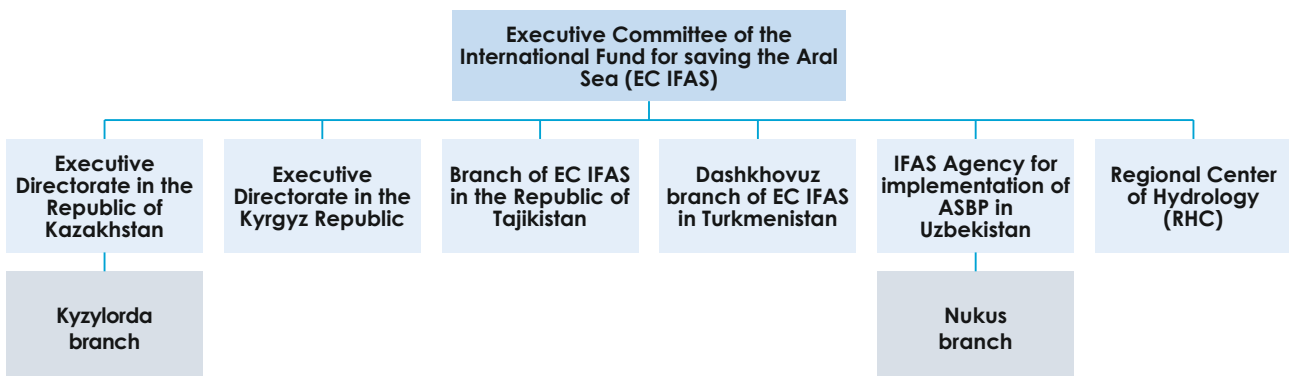 Executive Committee of the
International Fund for saving the Aral
Sea (EC IFAS)
Executive
Directorate in the
Republic of
Kazakhstan
Executive
Directorate in the
Kyrgyz Republic
Branch of EC IFAS
in the Republic of
Tajikistan
Dashkhovuz
branch of EC IFAS
in Turkmenistan
IFAS Agency for
implementation of
ASBP in
Uzbekistan
Regional Center
of Hydrology
(RHC)
Kyzylorda
branch
Nukus
branch